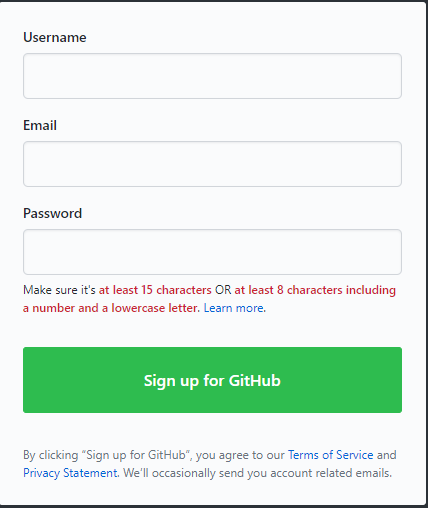 Username
Email
Password
Make sure it's at least 15 characters OR at least 8 characters including
a number and a lowercase letter. Learn more.
Sign up for GitHub
By clicking “Sign up for GitHub”, you agree to our Terms of Service and
Privacy Statement. We’ll occasionally send you account related emails.